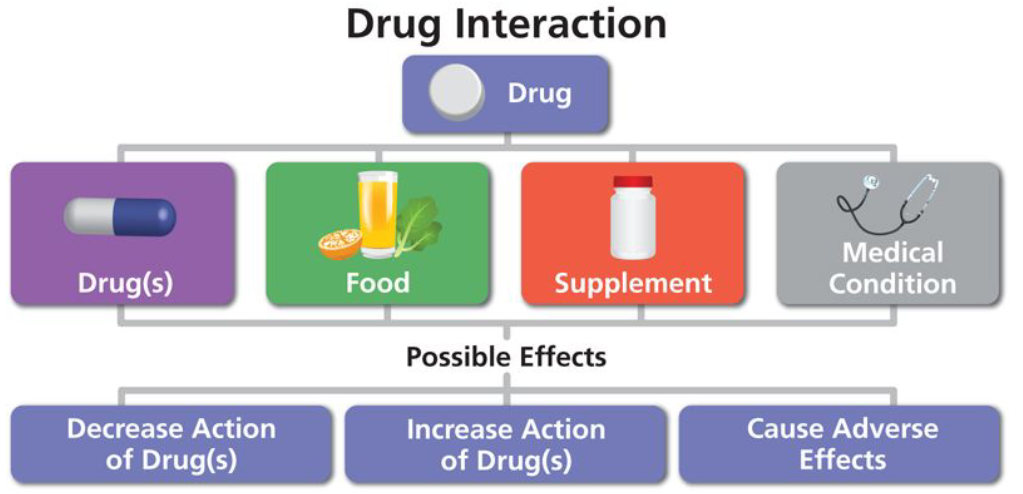 Drug Interaction
Drug
Drug(s)
Food
Supplement
Medical
Condition
Possible Effects
Decrease Action
of Drug(s)
Increase Action
of Drug(s)
Cause Adverse
Effects